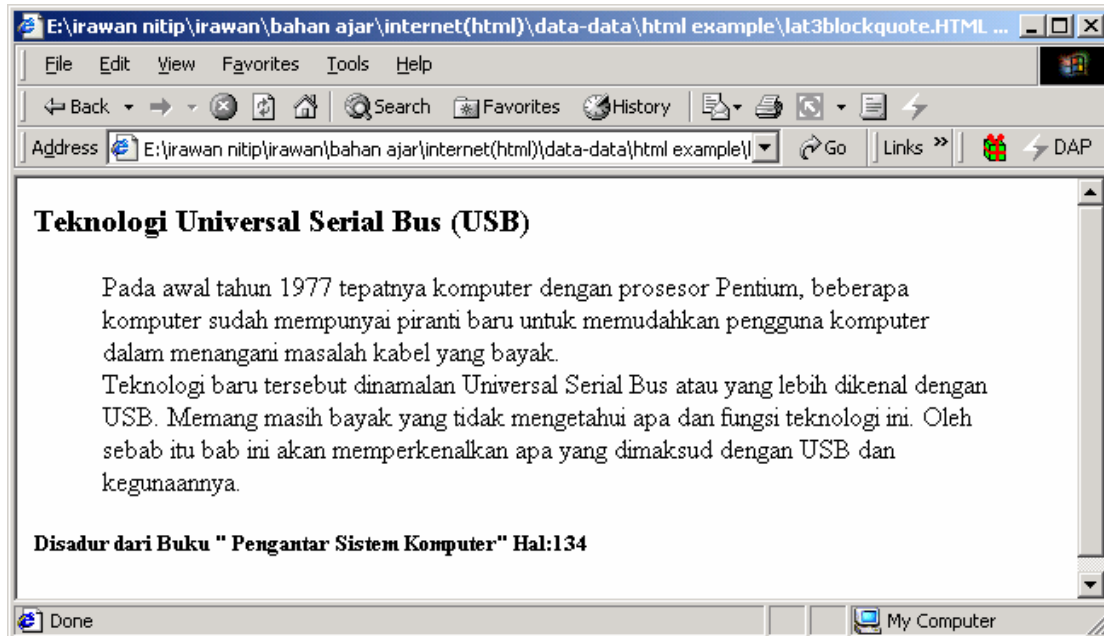 E:\irawan nitip\irawan\bahan ajar\internet(html)\data-data\html example\lat3blockquote.HTML ...
File Edit View Favorites Tools Help
Back Search Favorites History
Address E:\irawan nitip\irawan\bahan ajar\internet(html)\data-data\html example\l Go Links » DAP
Teknologi Universal Serial Bus (USB)
Pada awal tahun 1977 tepatnya komputer dengan prosesor Pentium, beberapa
komputer sudah mempunyai piranti baru untuk memudahkan pengguna komputer
dalam menangani masalah kabel yang bayak.
Teknologi baru tersebut dinamalan Universal Serial Bus atau yang lebih dikenal dengan
USB. Memang masih bayak yang tidak mengetahui apa dan fungsi teknologi ini. Oleh
sebab itu bab ini akan memperkenalkan apa yang dimaksud dengan USB dan
kegunaannya.
Disadur dari Buku " Pengantar Sistem Komputer" Hal:134
Done My Computer